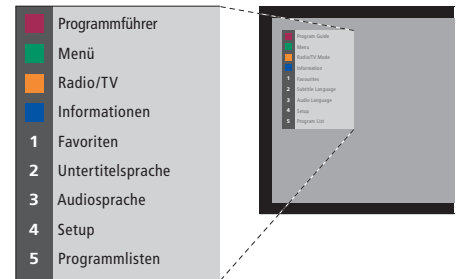 Programmführer
Menü
Radio/TV
Informationen
1 Favoriten
2 Untertitelsprache
3 Audiosprache
4 Setup
5 Programmlisten
Program Guide
Menu
Radio/TV Mode
Information
1 Favourites
2 Subtitle Language
3 Audio Language
4 Setup
5 Program List